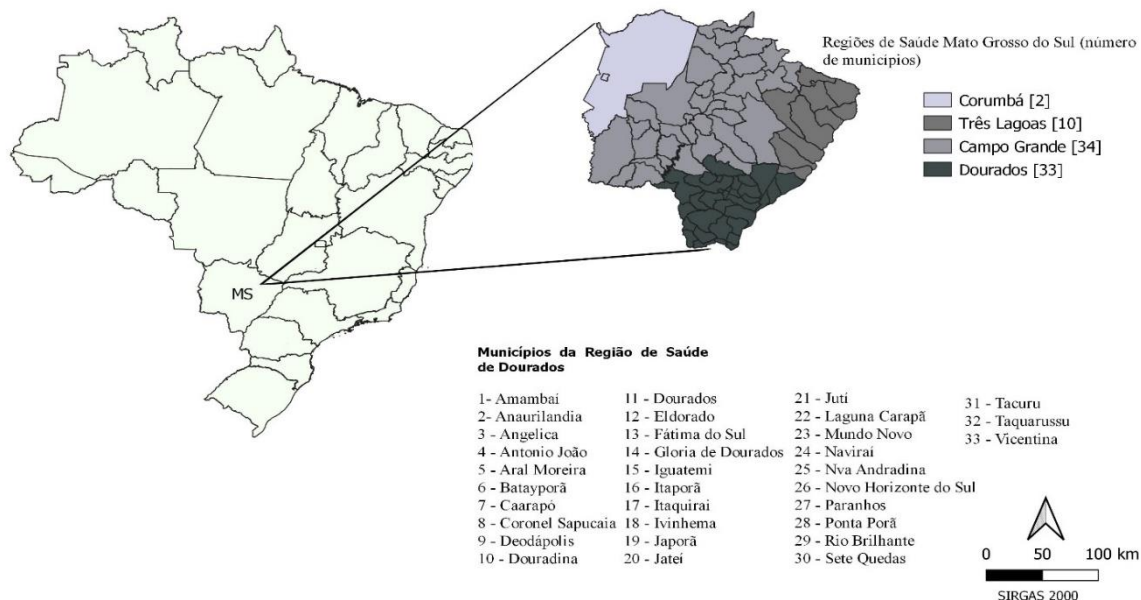 Regiões de Saúde Mato Grosso do Sul (número
de municípios)
Corumbá [2]
Três Lagoas [10]
Campo Grande [34]
Dourados [33]
MS
Municípios da Região de Saúde
de Dourados
1- Amambai
2- Anaurilandia
3 - Angelica
4 - Antonio João
5 - Aral Moreira
6 - Batayporã
7 - Caarapó
8 - Coronel Sapucaia
9 - Deodápolis
10 - Douradina
11 - Dourados
12 - Eldorado
13 - Fátima do Sul
14 - Gloria de Dourados
15 - Iguatemi
16 - Itaporã
17 - Itaquirai
18 - Ivinhema
19 - Japorã
20 - Jateí
21 - Jutí
22 - Laguna Carapã
23 - Mundo Novo
24 - Naviraí
25 - Nva Andradina
26 - Novo Horizonte do Sul
27 - Paranhos
28 - Ponta Porã
29 - Rio Brilhante
30 - Sete Quedas
31 - Tacuru
32 - Taquarussu
33 - Vicentina
0 50 100 km
SIRGAS 2000